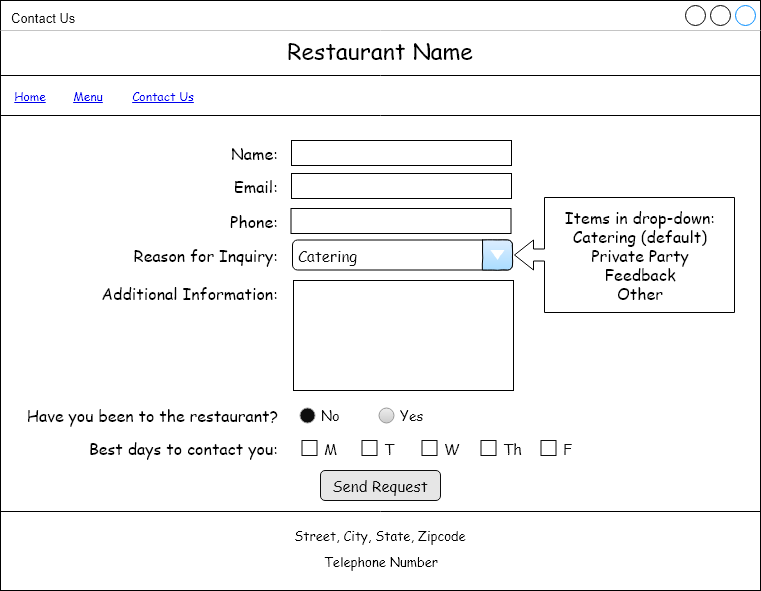 Contact Us
Restaurant Name
Home Menu Contact Us
Name:
Email:
Phone:
Reason for Inquiry: Catering
Items in drop-down:
Catering (default)
Private Party
Feedback
Other
Additional Information:
Have you been to the restaurant? No Yes
Best days to contact you: M T W Th F
Send Request
Street, City, State, Zipcode
Telephone Number